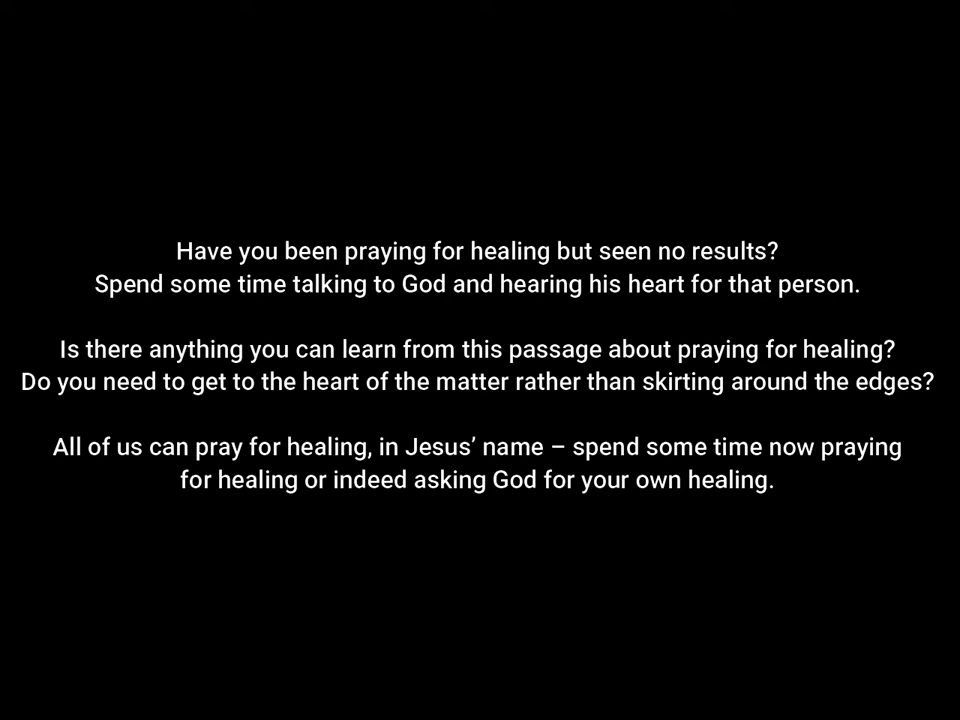 Have you been praying for healing but seen no results?
Spend some time talking to God and hearing his heart for that person.
Is there anything you can learn from this passage about praying for healing?
Do you need to get to the heart of the matter rather than skirting around the edges?
All of us can pray for healing, in Jesus’ name – spend some time now praying
for healing or indeed asking God for your own healing.